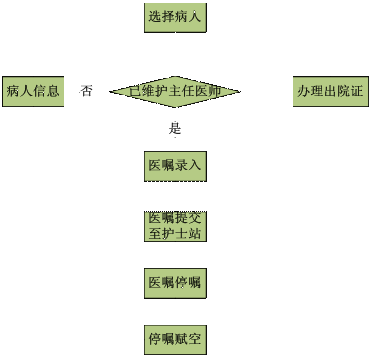 选择病人
病人信息
否
已维护主任医师
办理出院证
是
医嘱录入
医嘱提交
至护士站
医嘱停嘱
停嘱赋空